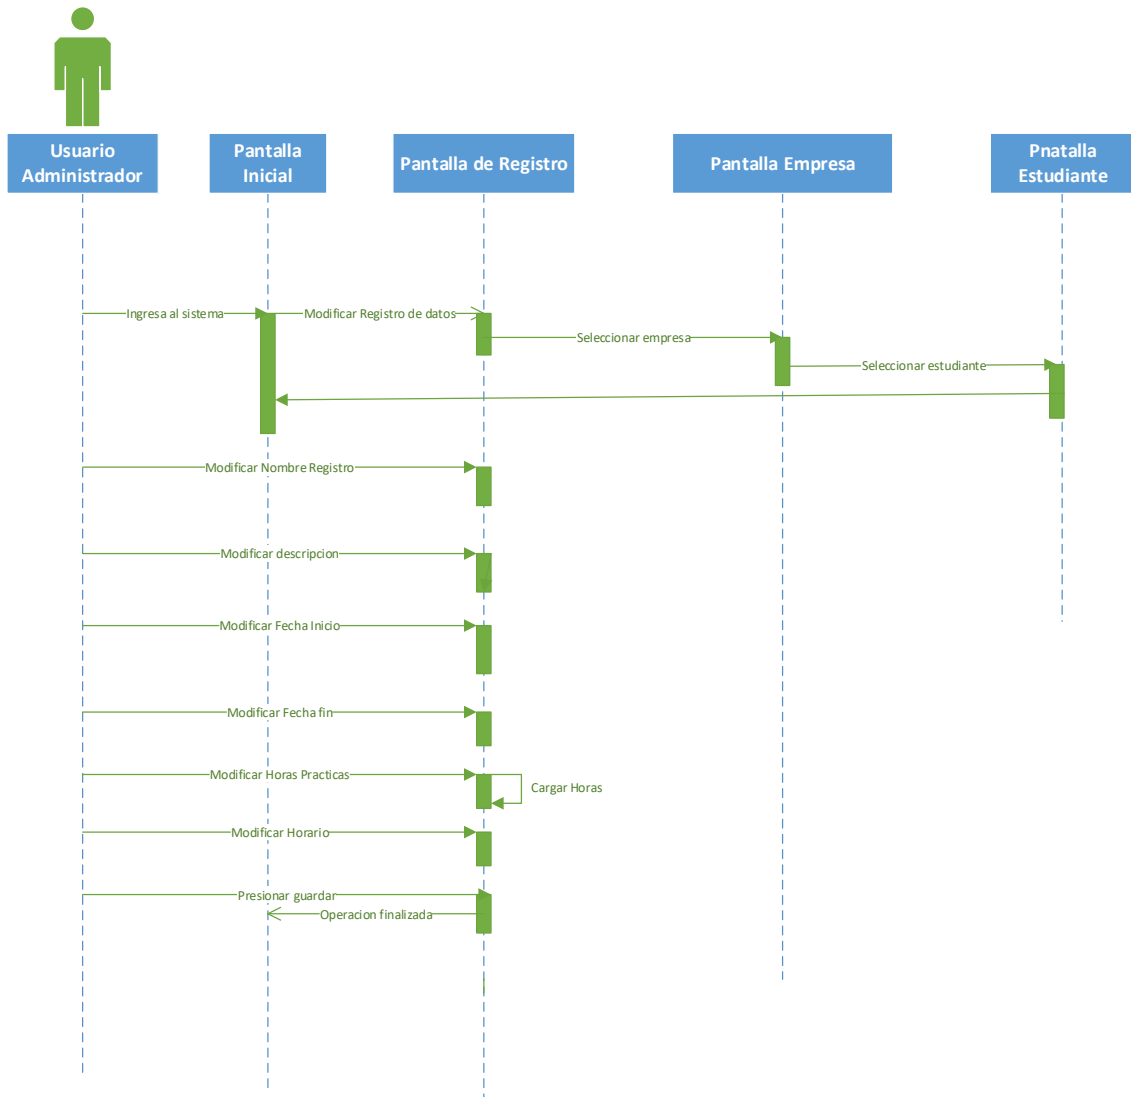 Usuario
Administrador
Pantalla
Inicial
Pantalla de Registro
Pantalla Empresa
Pnatalla
Estudiante
Ingresa al sistema
Modificar Registro de datos
Seleccionar empresa
Seleccionar estudiante
Modificar Nombre Registro
Modificar descripcion
Modificar Fecha Inicio
Modificar Fecha fin
Modificar Horas Practicas
Cargar Horas
Modificar Horario
Presionar guardar
Operacion finalizada